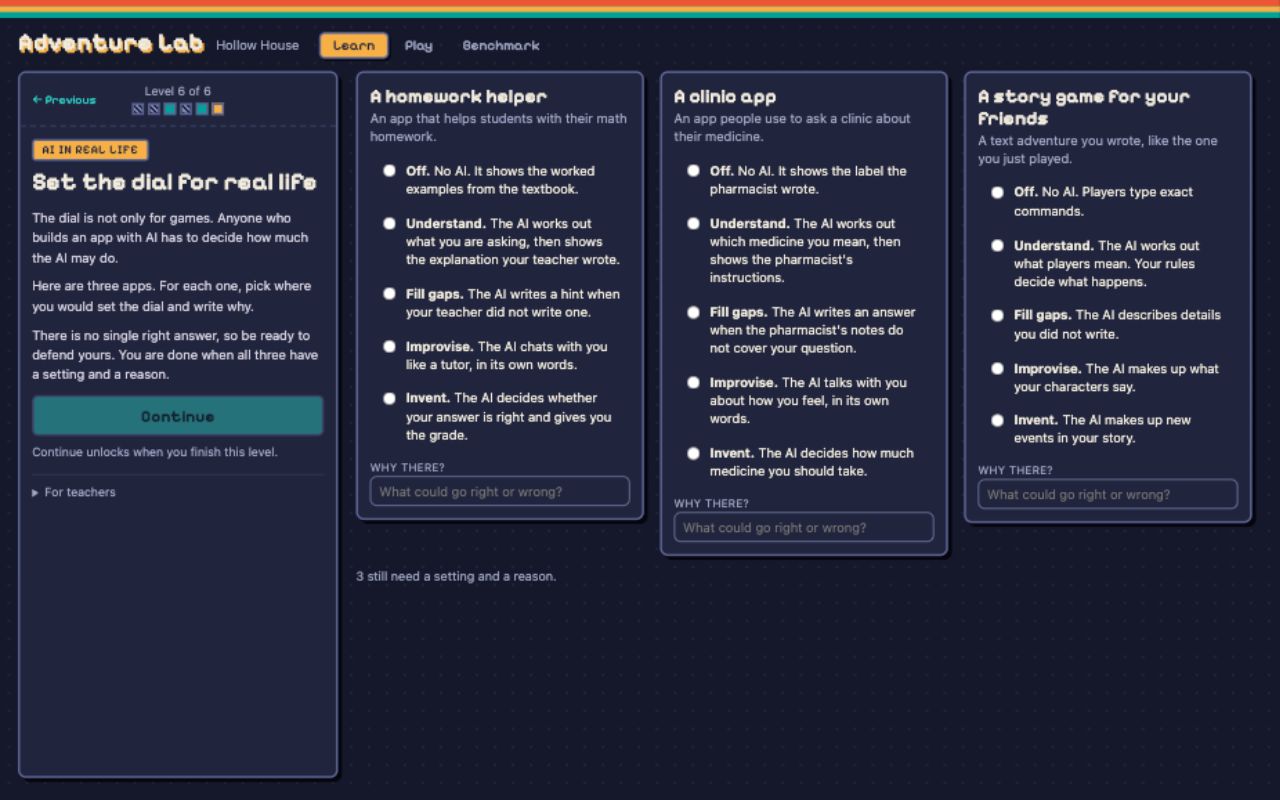 Adventure Lab Hollow House Learn Play Benchmark
← Previous
Level 6 of 6
AI IN REAL LIFE
Set the dial for real life
The dial is not only for games. Anyone who
builds an app with AI has to decide how much
the AI may do.
Here are three apps. For each one, pick where
you would set the dial and write why.
There is no single right answer, so be ready to
defend yours. You are done when all three have
a setting and a reason.
Continue
Continue unlocks when you finish this level.
▶ For teachers
A homework helper
An app that helps students with their math
homework.
Off. No AI. It shows the worked
examples from the textbook.
Understand. The AI works out
what you are asking, then shows
the explanation your teacher wrote.
Fill gaps. The AI writes a hint when
your teacher did not write one.
Improvise. The AI chats with you
like a tutor, in its own words.
Invent. The AI decides whether
your answer is right and gives you
the grade.
WHY THERE?
What could go right or wrong?
A clinic app
An app people use to ask a clinic about
their medicine.
Off. No AI. It shows the label the
pharmacist wrote.
Understand. The AI works out
which medicine you mean, then
shows the pharmacist's
instructions.
Fill gaps. The AI writes an answer
when the pharmacist's notes do
not cover your question.
Improvise. The AI talks with you
about how you feel, in its own
words.
Invent. The AI decides how much
medicine you should take.
WHY THERE?
What could go right or wrong?
A story game for your
friends
A text adventure you wrote, like the one
you just played.
Off. No AI. Players type exact
commands.
Understand. The AI works out
what players mean. Your rules
decide what happens.
Fill gaps. The AI describes details
you did not write.
Improvise. The AI makes up what
your characters say.
Invent. The AI makes up new
events in your story.
WHY THERE?
What could go right or wrong?
3 still need a setting and a reason.